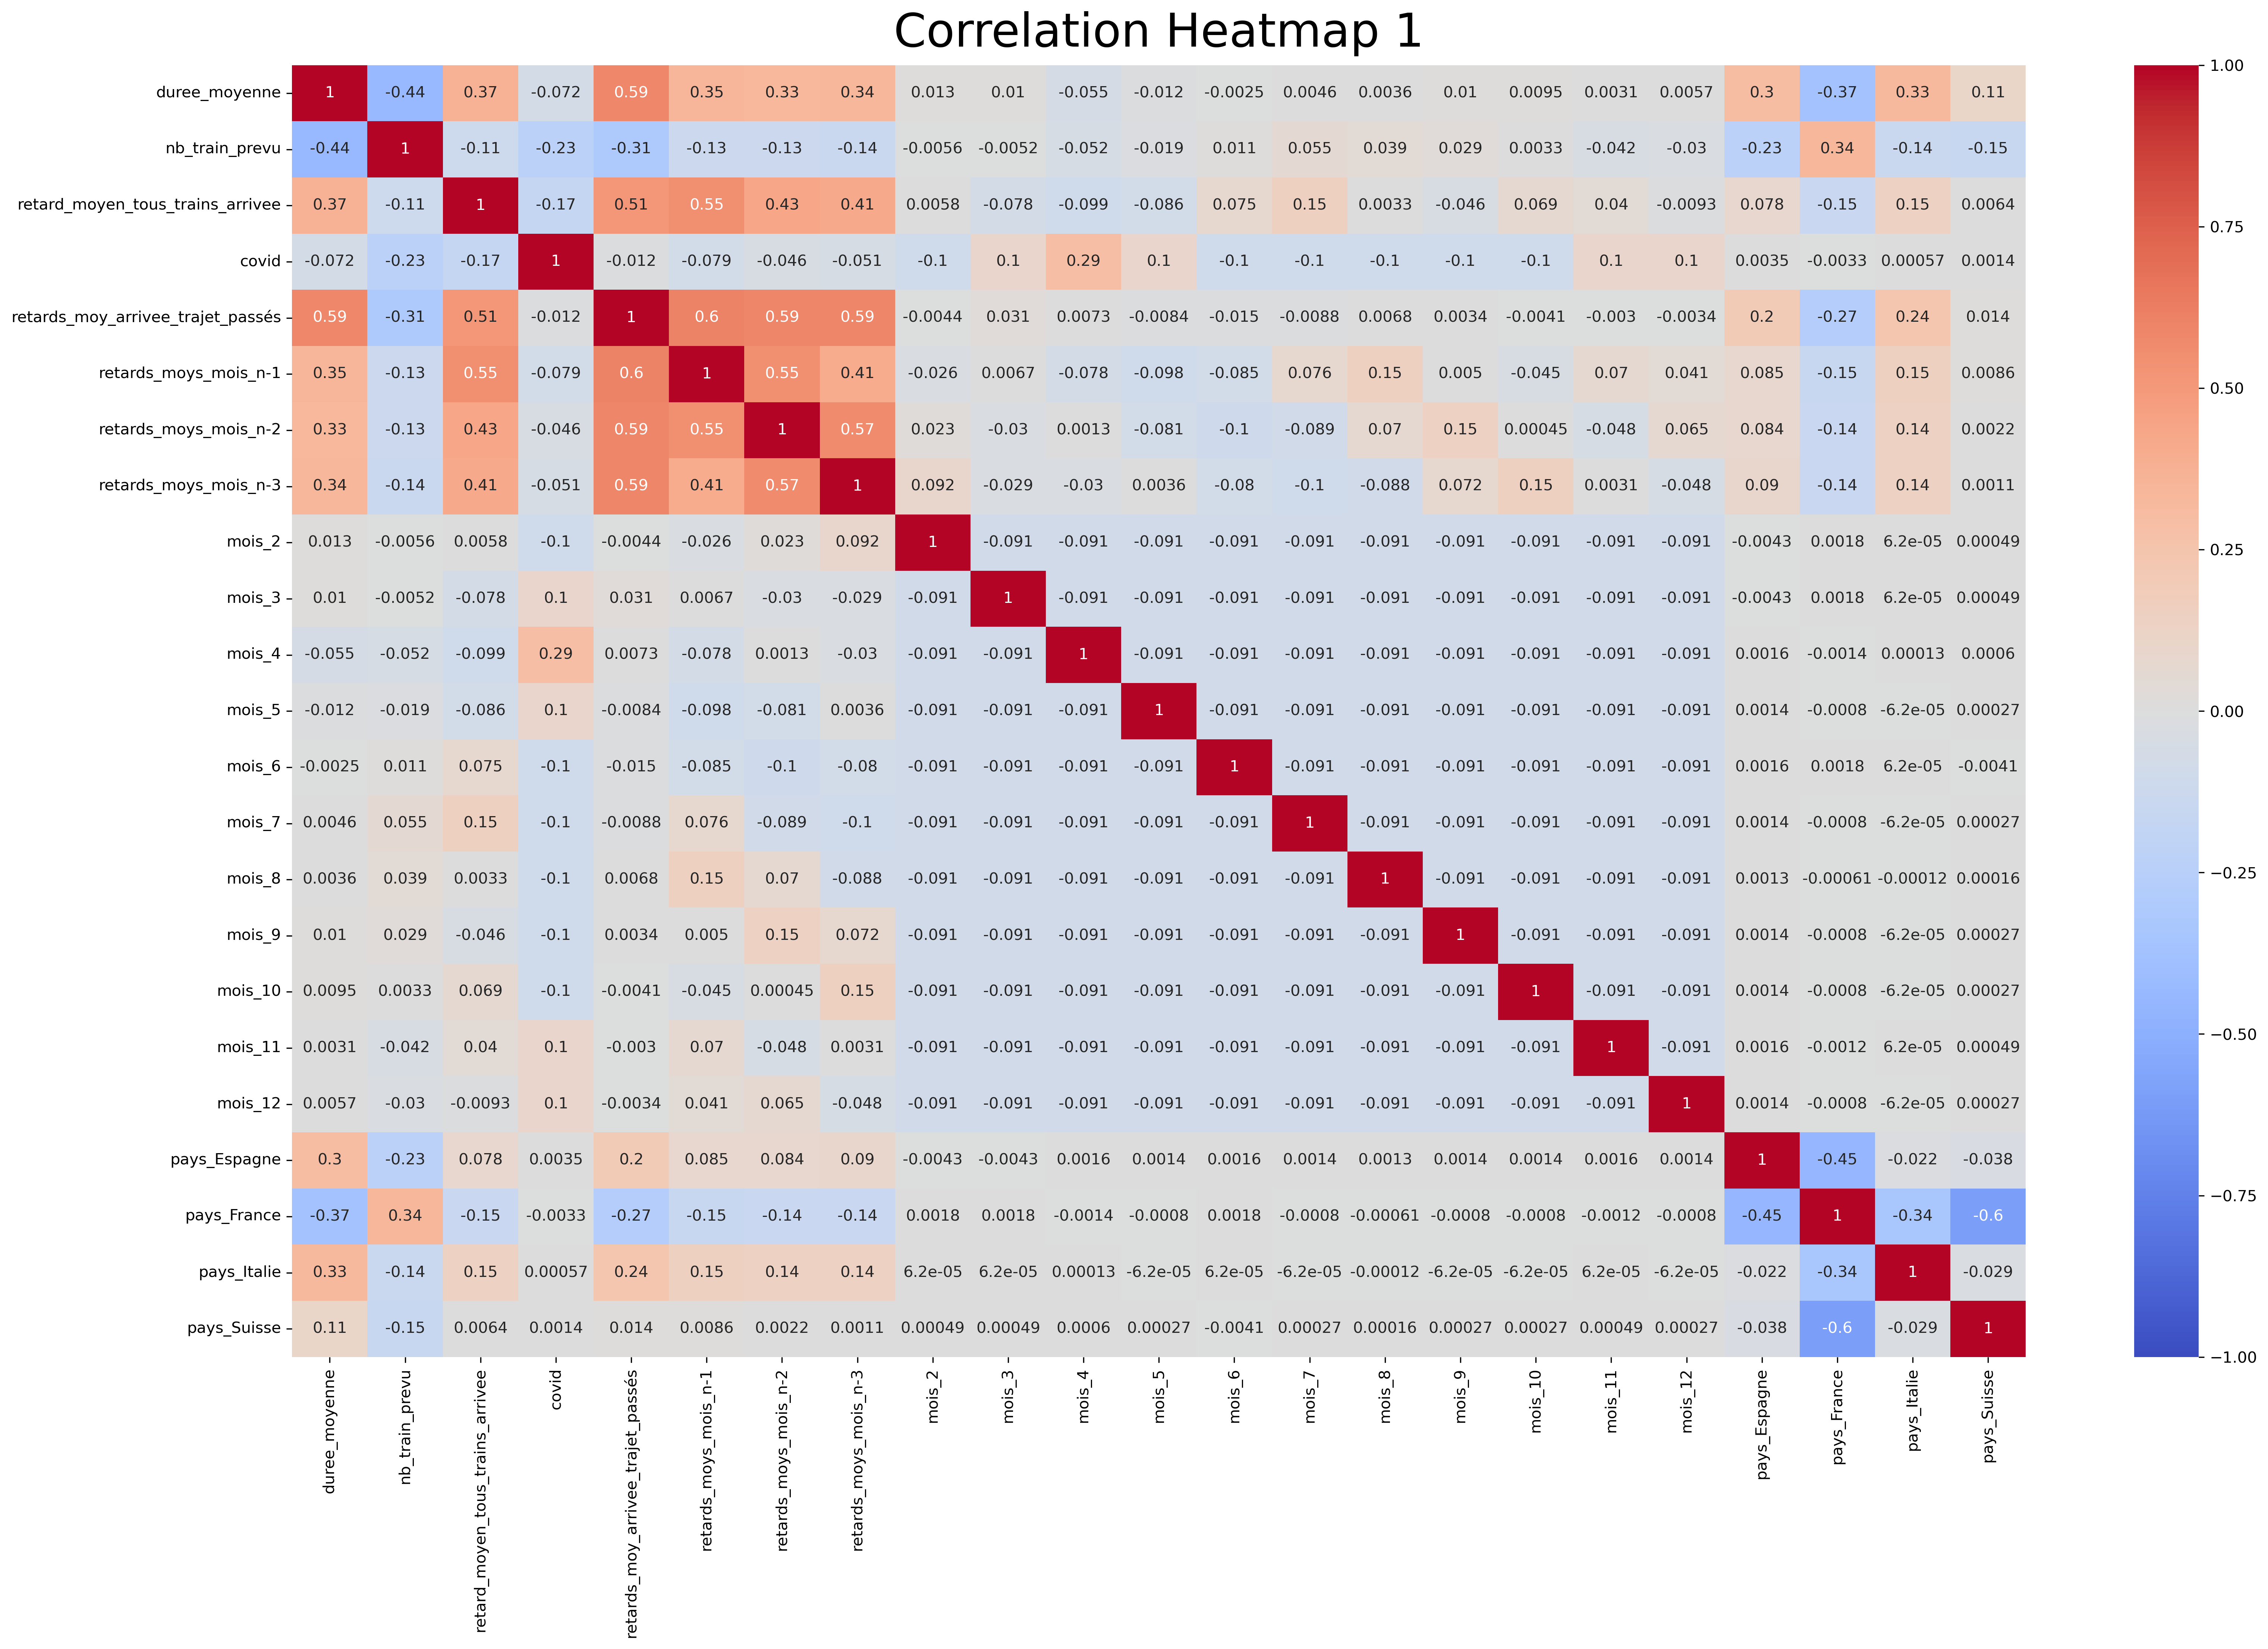 Correlation Heatmap 1
duree_moyenne 1 -0.44 0.37 -0.072 0.59 0.35 0.33 0.34 0.013 0.01 -0.055 -0.012 -0.0025 0.0046 0.0036 0.01 0.0095 0.0031 0.0057 0.3 -0.37 0.33 0.11
nb_train_prevu -0.44 1 -0.11 -0.23 -0.31 -0.13 -0.13 -0.14 -0.0056 -0.0052 -0.052 -0.019 0.011 0.055 0.039 0.029 0.0033 -0.042 -0.03 -0.23 0.34 -0.14 -0.15
retard_moyen_tous_trains_arrivee 0.37 -0.11 1 -0.17 0.51 0.55 0.43 0.41 0.0058 -0.078 -0.099 -0.086 0.075 0.15 0.0033 -0.046 0.069 0.04 -0.0093 0.078 -0.15 0.15 0.0064
covid -0.072 -0.23 -0.17 1 -0.012 -0.079 -0.046 -0.051 -0.1 0.1 0.29 0.1 -0.1 -0.1 -0.1 -0.1 -0.1 0.1 0.1 0.0035 -0.0033 0.00057 0.0014
retards_moy_arrivee_trajet_passés 0.59 -0.31 0.51 -0.012 1 0.6 0.59 0.59 -0.0044 0.031 0.0073 -0.0084 -0.015 -0.0088 0.0068 0.0034 -0.0041 -0.003 -0.0034 0.2 -0.27 0.24 0.014
retards_moys_mois_n-1 0.35 -0.13 0.55 -0.079 0.6 1 0.55 0.41 -0.026 0.0067 -0.078 -0.098 -0.085 0.076 0.15 0.005 -0.045 0.07 0.041 0.085 -0.15 0.15 0.0086
retards_moys_mois_n-2 0.33 -0.13 0.43 -0.046 0.59 0.55 1 0.57 0.023 -0.03 0.0013 -0.081 -0.1 -0.089 0.07 0.15 0.00045 -0.048 0.065 0.084 -0.14 0.14 0.0022
retards_moys_mois_n-3 0.34 -0.14 0.41 -0.051 0.59 0.41 0.57 1 0.092 -0.029 -0.03 0.0036 -0.08 -0.1 -0.088 0.072 0.15 0.0031 -0.048 0.09 -0.14 0.14 0.0011
mois_2 0.013 -0.0056 0.0058 -0.1 -0.0044 -0.026 0.023 0.092 1 -0.091 -0.091 -0.091 -0.091 -0.091 -0.091 -0.091 -0.091 -0.091 -0.091 -0.0043 0.0018 6.2e-05 0.00049
mois_3 0.01 -0.0052 -0.078 0.1 0.031 0.0067 -0.03 -0.029 -0.091 1 -0.091 -0.091 -0.091 -0.091 -0.091 -0.091 -0.091 -0.091 -0.091 -0.0043 0.0018 6.2e-05 0.00049
mois_4 -0.055 -0.052 -0.099 0.29 0.0073 -0.078 0.0013 -0.03 -0.091 -0.091 1 -0.091 -0.091 -0.091 -0.091 -0.091 -0.091 -0.091 -0.091 0.0016 -0.0014 0.00013 0.0006
mois_5 -0.012 -0.019 -0.086 0.1 -0.0084 -0.098 -0.081 0.0036 -0.091 -0.091 -0.091 1 -0.091 -0.091 -0.091 -0.091 -0.091 -0.091 -0.091 0.0014 -0.0008 -6.2e-05 0.00027
mois_6 -0.0025 0.011 0.075 -0.1 -0.015 -0.085 -0.1 -0.08 -0.091 -0.091 -0.091 -0.091 1 -0.091 -0.091 -0.091 -0.091 -0.091 -0.091 0.0016 0.0018 6.2e-05 -0.0041
mois_7 0.0046 0.055 0.15 -0.1 -0.0088 0.076 -0.089 -0.1 -0.091 -0.091 -0.091 -0.091 -0.091 1 -0.091 -0.091 -0.091 -0.091 -0.091 0.0014 -0.0008 -6.2e-05 0.00027
mois_8 0.0036 0.039 0.0033 -0.1 0.0068 0.15 0.07 -0.088 -0.091 -0.091 -0.091 -0.091 -0.091 -0.091 1 -0.091 -0.091 -0.091 -0.091 0.0013 -0.00061 -0.00012 0.00016
mois_9 0.01 0.029 -0.046 -0.1 0.0034 0.005 0.15 0.072 -0.091 -0.091 -0.091 -0.091 -0.091 -0.091 -0.091 1 -0.091 -0.091 -0.091 0.0014 -0.0008 -6.2e-05 0.00027
mois_10 0.0095 0.0033 0.069 -0.1 -0.0041 -0.045 0.00045 0.15 -0.091 -0.091 -0.091 -0.091 -0.091 -0.091 -0.091 -0.091 1 -0.091 -0.091 0.0014 -0.0008 -6.2e-05 0.00027
mois_11 0.0031 -0.042 0.04 0.1 -0.003 0.07 -0.048 0.0031 -0.091 -0.091 -0.091 -0.091 -0.091 -0.091 -0.091 -0.091 -0.091 1 -0.091 0.0016 -0.0012 6.2e-05 0.00049
mois_12 0.0057 -0.03 -0.0093 0.1 -0.0034 0.041 0.065 -0.048 -0.091 -0.091 -0.091 -0.091 -0.091 -0.091 -0.091 -0.091 -0.091 -0.091 1 0.0014 -0.0008 -6.2e-05 0.00027
pays_Espagne 0.3 -0.23 0.078 0.0035 0.2 0.085 0.084 0.09 -0.0043 -0.0043 0.0016 0.0014 0.0016 0.0014 0.0013 0.0014 0.0014 0.0016 0.0014 1 -0.45 -0.022 -0.038
pays_France -0.37 0.34 -0.15 -0.0033 -0.27 -0.15 -0.14 -0.14 0.0018 0.0018 -0.0014 -0.0008 0.0018 -0.0008 -0.00061 -0.0008 -0.0008 -0.0012 -0.0008 -0.45 1 -0.34 -0.6
pays_Italie 0.33 -0.14 0.15 0.00057 0.24 0.15 0.14 0.14 6.2e-05 6.2e-05 0.00013 -6.2e-05 6.2e-05 -6.2e-05 -0.00012 -6.2e-05 -6.2e-05 6.2e-05 -6.2e-05 -0.022 -0.34 1 -0.029
pays_Suisse 0.11 -0.15 0.0064 0.0014 0.014 0.0086 0.0022 0.0011 0.00049 0.00049 0.0006 0.00027 -0.0041 0.00027 0.00016 0.00027 0.00027 0.00049 0.00027 -0.038 -0.6 -0.029 1
duree_moyenne
nb_train_prevu
retard_moyen_tous_trains_arrivee
covid
retards_moy_arrivee_trajet_passés
retards_moys_mois_n-1
retards_moys_mois_n-2
retards_moys_mois_n-3
mois_2
mois_3
mois_4
mois_5
mois_6
mois_7
mois_8
mois_9
mois_10
mois_11
mois_12
pays_Espagne
pays_France
pays_Italie
pays_Suisse
1.00
0.75
0.50
0.25
0.00
−0.25
−0.50
−0.75
−1.00